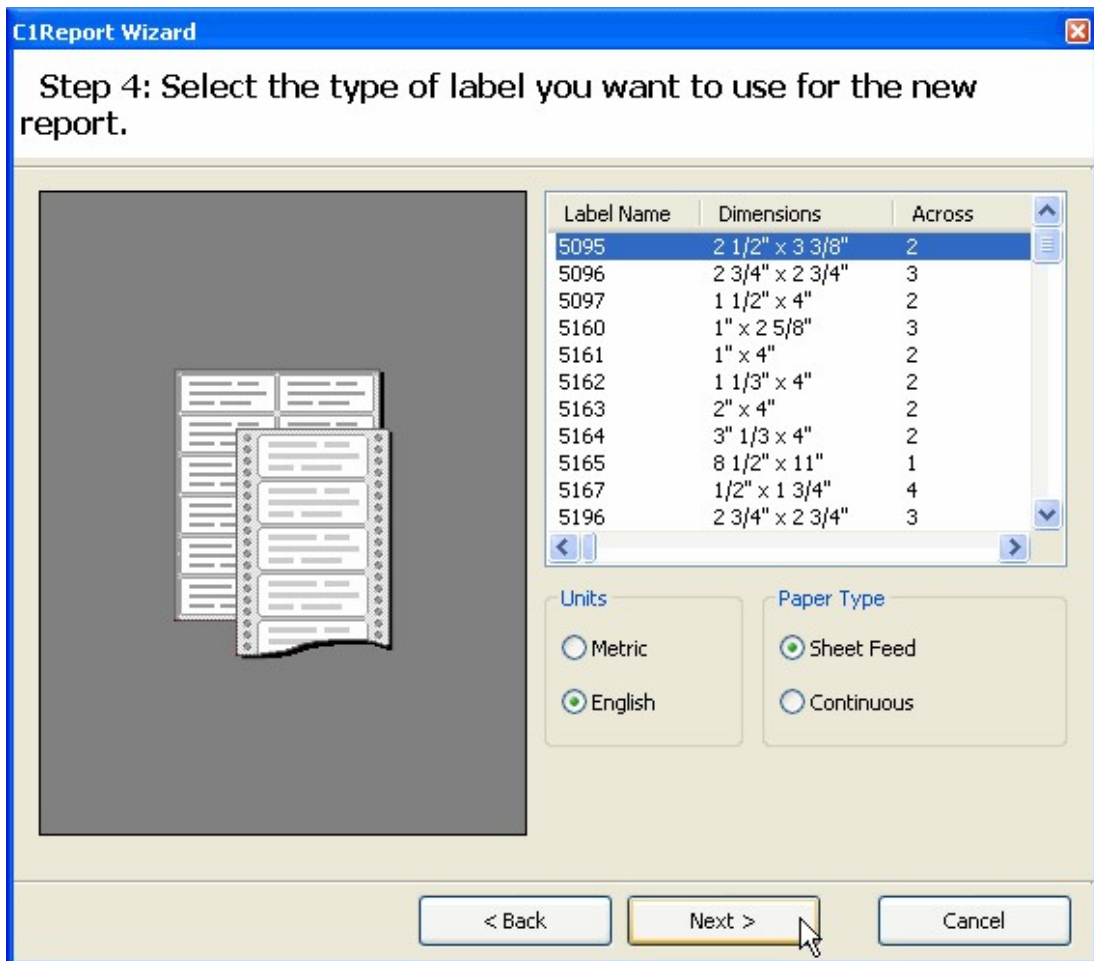 C1Report Wizard
Step 4: Select the type of label you want to use for the new
report.
Label Name Dimensions Across
5095 2 1/2" x 3 3/8" 2
5096 2 3/4" x 2 3/4" 3
5097 1 1/2" x 4" 2
5160 1" x 2 5/8" 3
5161 1" x 4" 2
5162 1 1/3" x 4" 2
5163 2" x 4" 2
5164 3" 1/3 x 4" 2
5165 8 1/2" x 11" 1
5167 1/2" x 1 3/4" 4
5196 2 3/4" x 2 3/4" 3
Units Paper Type
Metric Sheet Feed
English Continuous
< Back Next > Cancel